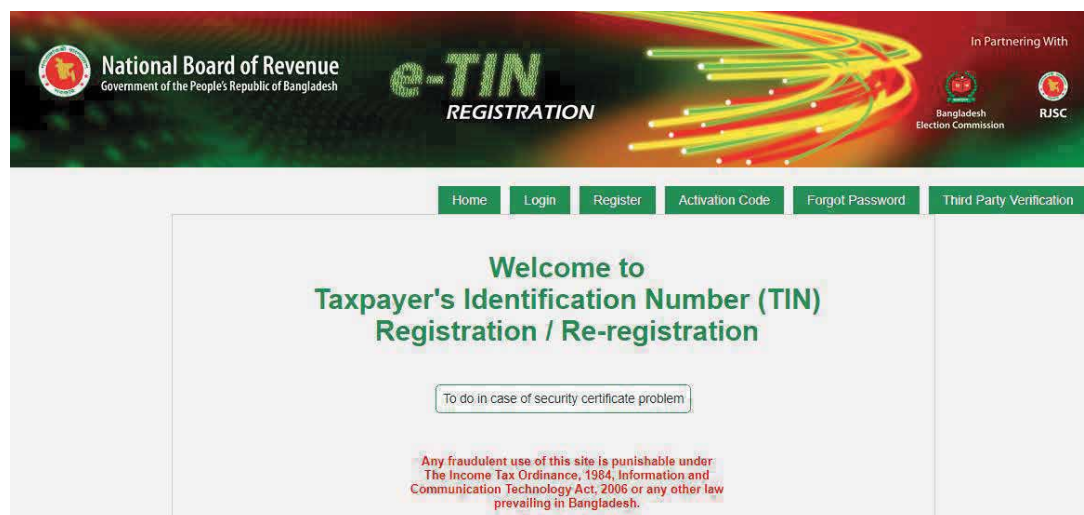 National Board of Revenue
Government of the People's Republic of Bangladesh
e-TIN
REGISTRATION
In Partnering With
Bangladesh
Election Commission
RJSC
Home Login Register Activation Code Forgot Password Third Party Verification
Welcome to
Taxpayer's Identification Number (TIN)
Registration / Re-registration
To do in case of security certificate problem
Any fraudulent use of this site is punishable under
The Income Tax Ordinance, 1984, Information and
Communication Technology Act, 2006 or any other law
prevailing in Bangladesh.